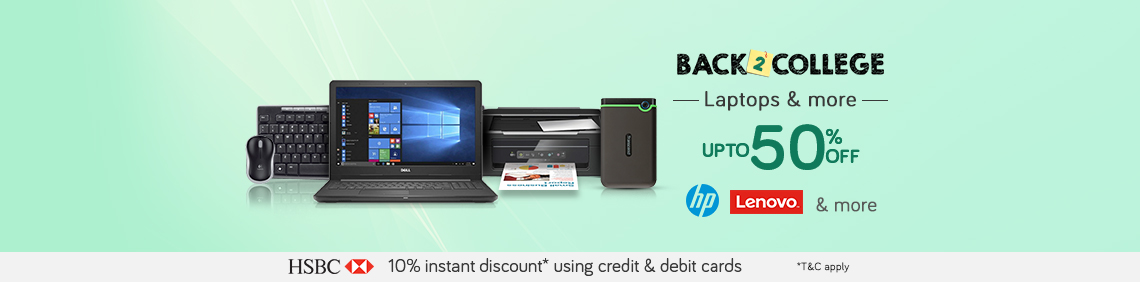 BACK 2 COLLEGE
Laptops & more
UPTO 50% OFF
hp Lenovo & more
DELL
HSBC 10% instant discount* using credit & debit cards *T&C apply